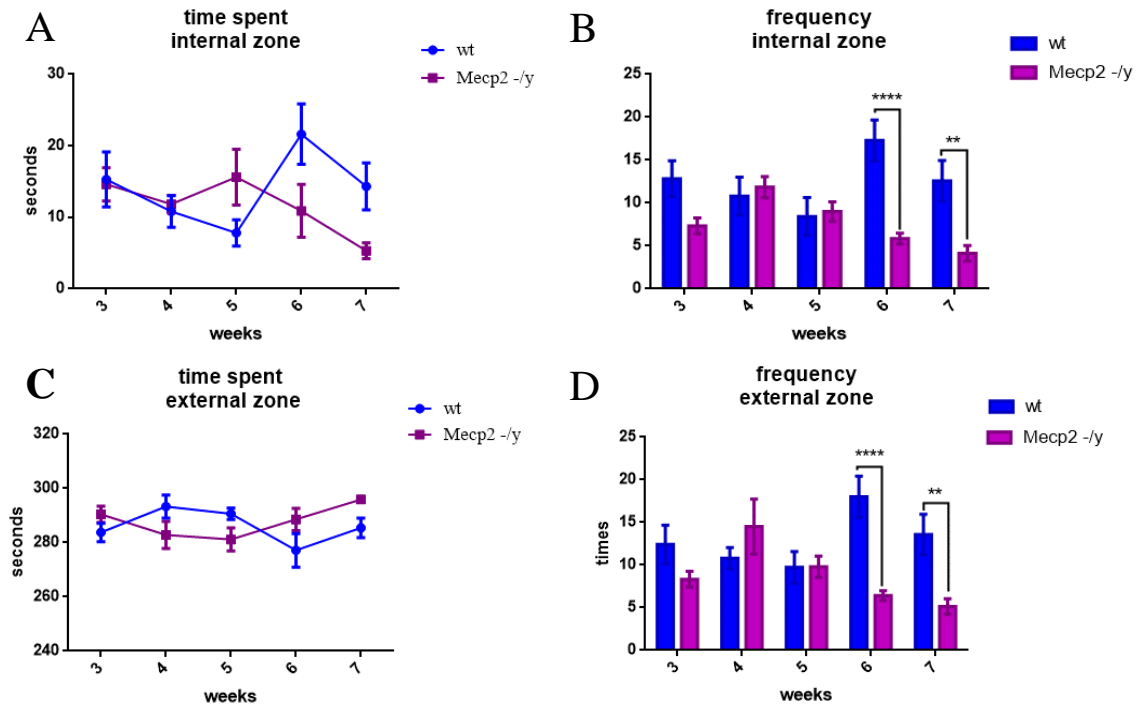 A
time spent
internal zone
wt
Mecp2 -/y
30
20
10
0
seconds
3 4 5 6 7
weeks
B
frequency
internal zone
wt
Mecp2 -/y
25
20
15
10
5
0
****
**
3 4 5 6 7
weeks
C
time spent
external zone
wt
Mecp2 -/y
320
300
280
260
240
seconds
3 4 5 6 7
weeks
D
frequency
external zone
wt
Mecp2 -/y
25
20
15
10
5
0
times
****
**
3 4 5 6 7
weeks